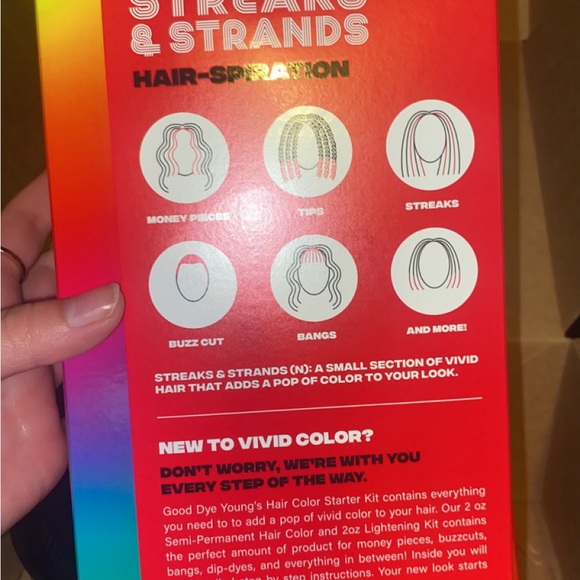 STREAKS
& STRANDS
HAIR-SPIRATION
MONEY PIECES
TIPS
STREAKS
BUZZ CUT
BANGS
AND MORE!
STREAKS & STRANDS (N): A SMALL SECTION OF VIVID
HAIR THAT ADDS A POP OF COLOR TO YOUR LOOK.
NEW TO VIVID COLOR?
DON'T WORRY, WE'RE WITH YOU
EVERY STEP OF THE WAY.
Good Dye Young's Hair Color Starter Kit contains everything
you need to to add a pop of vivid color to your hair. Our 2 oz
Semi-Permanent Hair Color and 2oz Lightening Kit contains
the perfect amount of product for money pieces, buzzcuts,
bangs, dip-dyes, and everything in between! Inside you will
step by step instructions. Your new look starts